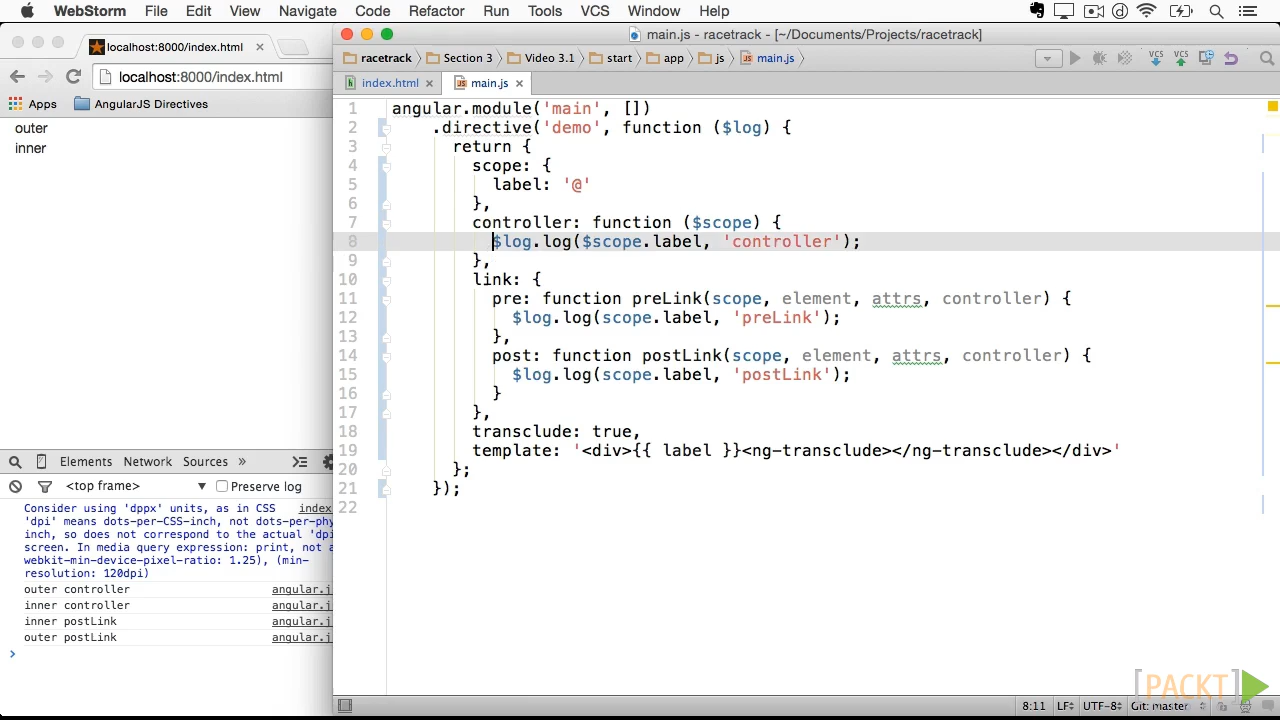 WebStorm File Edit View Navigate Code Refactor Run Tools VCS Window Help
localhost:8000/index.html
localhost:8000/index.html
Apps AngularJS Directives
outer
inner
Elements Network Sources »
<top frame> Preserve log
Consider using 'dppx' units, as in CSS index
'dpi' means dots-per-CSS-inch, not dots-per-phy
inch, so does not correspond to the actual 'dpi
screen. In media query expression: print, not a
webkit-min-device-pixel-ratio: 1.25), (min-
resolution: 120dpi)
outer controller angular.j
inner controller angular.j
inner postLink angular.j
outer postLink angular.j
main.js - racetrack - [~/Documents/Projects/racetrack]
racetrack Section 3 Video 3.1 start app js main.js
VCS VCS
index.html main.js
1 angular.module('main', [])
2 .directive('demo', function ($log) {
3 return {
4 scope: {
5 label: '@'
6 },
7 controller: function ($scope) {
8 $log.log($scope.label, 'controller');
9 },
10 link: {
11 pre: function preLink(scope, element, attrs, controller) {
12 $log.log(scope.label, 'preLink');
13 },
14 post: function postLink(scope, element, attrs, controller) {
15 $log.log(scope.label, 'postLink');
16 }
17 },
18 transclude: true,
19 template: '<div>{{ label }}<ng-transclude></ng-transclude></div>'
20 };
21 });
22
8:11 LF UTF-8 Git: master
[PACKT]